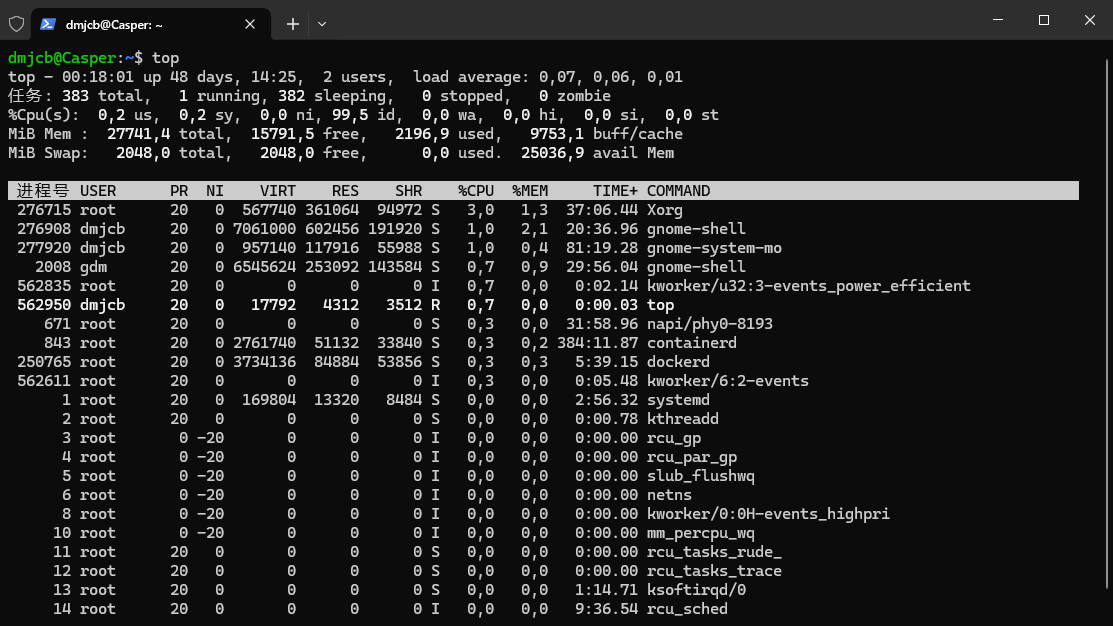 dmjcb@Casper: ~
dmjcb@Casper:~$ top
top - 00:18:01 up 48 days, 14:25,  2 users,  load average: 0,07, 0,06, 0,01
任务: 383 total,   1 running, 382 sleeping,   0 stopped,   0 zombie
%Cpu(s):  0,2 us,  0,2 sy,  0,0 ni, 99,5 id,  0,0 wa,  0,0 hi,  0,0 si,  0,0 st
MiB Mem :  27741,4 total,  15791,5 free,   2196,9 used,   9753,1 buff/cache
MiB Swap:   2048,0 total,   2048,0 free,      0,0 used.  25036,9 avail Mem
进程号 USER      PR  NI    VIRT    RES    SHR    %CPU  %MEM     TIME+ COMMAND
276715 root      20   0  567740 361064  94972 S   3,0   1,3  37:06.44 Xorg
276908 dmjcb     20   0 7061000 602456 191920 S   1,0   2,1  20:36.96 gnome-shell
277920 dmjcb     20   0  957140 117916  55988 S   1,0   0,4  81:19.28 gnome-system-mo
2008 gdm       20   0 6545624 253092 143584 S   0,7   0,9  29:56.04 gnome-shell
562835 root      20   0       0      0      0 I   0,7   0,0   0:02.14 kworker/u32:3-events_power_efficient
562950 dmjcb     20   0   17792   4312   3512 R   0,7   0,0   0:00.03 top
671 root      20   0       0      0      0 S   0,3   0,0  31:58.96 napi/phy0-8193
843 root      20   0 2761740  51132  33840 S   0,3   0,2 384:11.87 containerd
250765 root      20   0 3734136  84884  53856 S   0,3   0,3   5:39.15 dockerd
562611 root      20   0       0      0      0 I   0,3   0,0   0:05.48 kworker/6:2-events
1 root      20   0  169804  13320   8484 S   0,0   0,0   2:56.32 systemd
2 root      20   0       0      0      0 S   0,0   0,0   0:00.78 kthreadd
3 root       0 -20       0      0      0 I   0,0   0,0   0:00.00 rcu_gp
4 root       0 -20       0      0      0 I   0,0   0,0   0:00.00 rcu_par_gp
5 root       0 -20       0      0      0 I   0,0   0,0   0:00.00 slub_flushwq
6 root       0 -20       0      0      0 I   0,0   0,0   0:00.00 netns
8 root       0 -20       0      0      0 I   0,0   0,0   0:00.00 kworker/0:0H-events_highpri
10 root       0 -20       0      0      0 I   0,0   0,0   0:00.00 mm_percpu_wq
11 root      20   0       0      0      0 S   0,0   0,0   0:00.00 rcu_tasks_rude_
12 root      20   0       0      0      0 S   0,0   0,0   0:00.00 rcu_tasks_trace
13 root      20   0       0      0      0 S   0,0   0,0   1:14.71 ksoftirqd/0
14 root      20   0       0      0      0 I   0,0   0,0   9:36.54 rcu_sched